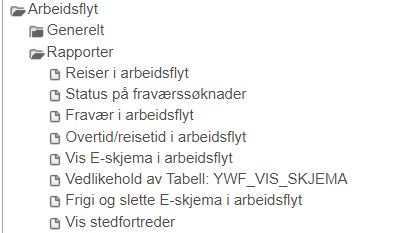 Arbeidsflyt
Generelt
Rapporter
Reiser i arbeidsflyt
Status på fraværssøknader
Fravær i arbeidsflyt
Overtid/reisetid i arbeidsflyt
Vis E-skjema i arbeidsflyt
Vedlikehold av Tabell: YWF_VIS_SKJEMA
Frigi og slette E-skjema i arbeidsflyt
Vis stedfortreder